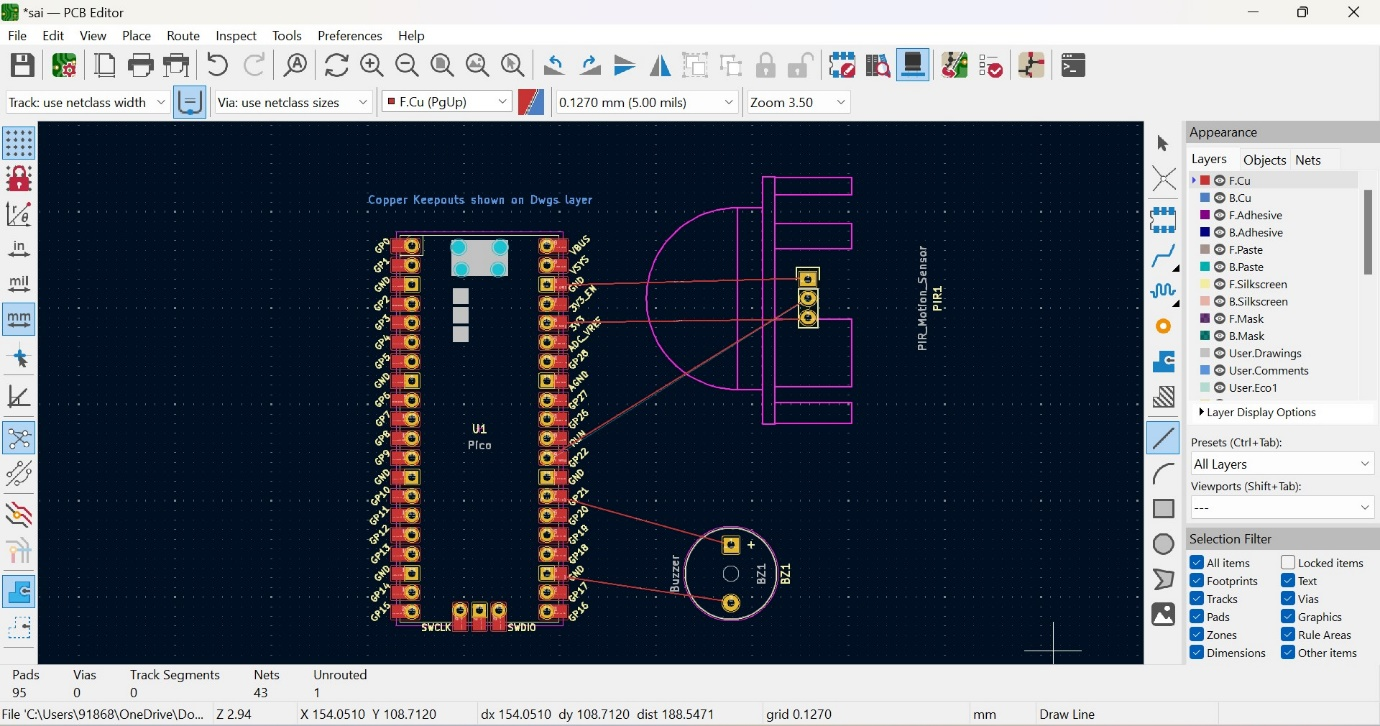 *sai — PCB Editor
File Edit View Place Route Inspect Tools Preferences Help
Track: use netclass width Via: use netclass sizes F.Cu (PgUp) 0.1270 mm (5.00 mils) Zoom 3.50
in
mil
mm
Copper Keepouts shown on Dwgs layer
GP0
GP1
GND
GP2
GP3
GP4
GP5
GND
GP6
GP7
GP8
GP9
GND
GP10
GP11
GP12
GP13
GND
GP14
GP15
U1
Pico
SWCLK SWDIO
VBUS
VSYS
GND
3V3_EN
3V3
ADC_VREF
GP28
AGND
GP27
GP26
RUN
GP22
GND
GP21
GP20
GP19
GP18
GND
GP17
GP16
PIR_Motion_Sensor
PIR1
Buzzer
+
BZ1
BZ1
Appearance
Layers Objects Nets
F.Cu
B.Cu
F.Adhesive
B.Adhesive
F.Paste
B.Paste
F.Silkscreen
B.Silkscreen
F.Mask
B.Mask
User.Drawings
User.Comments
User.Eco1
Layer Display Options
Presets (Ctrl+Tab):
All Layers
Viewports (Shift+Tab):
---
Selection Filter
All items Locked items
Footprints Text
Tracks Vias
Pads Graphics
Zones Rule Areas
Dimensions Other items
Pads Vias Track Segments Nets Unrouted
95 0 0 43 1
File 'C:\Users\91868\OneDrive\Do... Z 2.94 X 154.0510 Y 108.7120 dx 154.0510 dy 108.7120 dist 188.5471 grid 0.1270 mm Draw Line